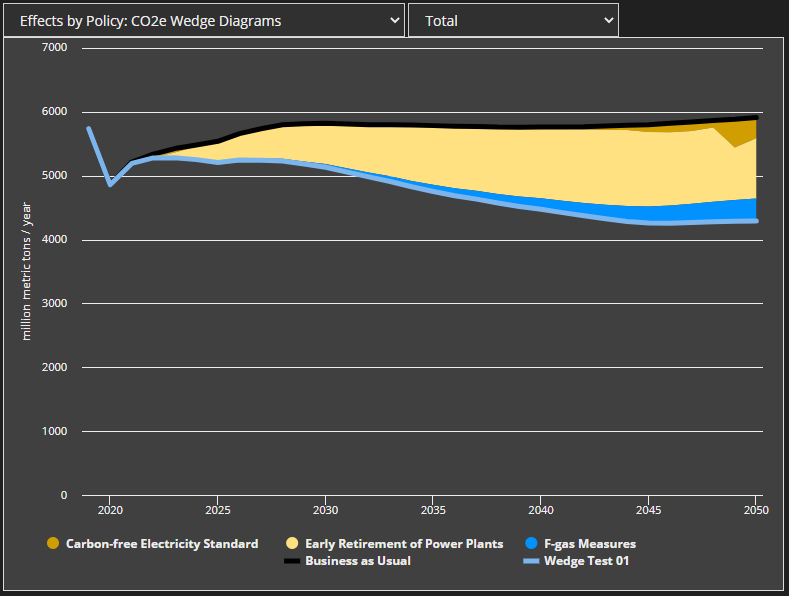 Effects by Policy: CO2e Wedge Diagrams
Total
7000
6000
5000
4000
3000
2000
1000
0
million metric tons / year
2020 2025 2030 2035 2040 2045 2050
Carbon-free Electricity Standard Early Retirement of Power Plants F-gas Measures
Business as Usual Wedge Test 01